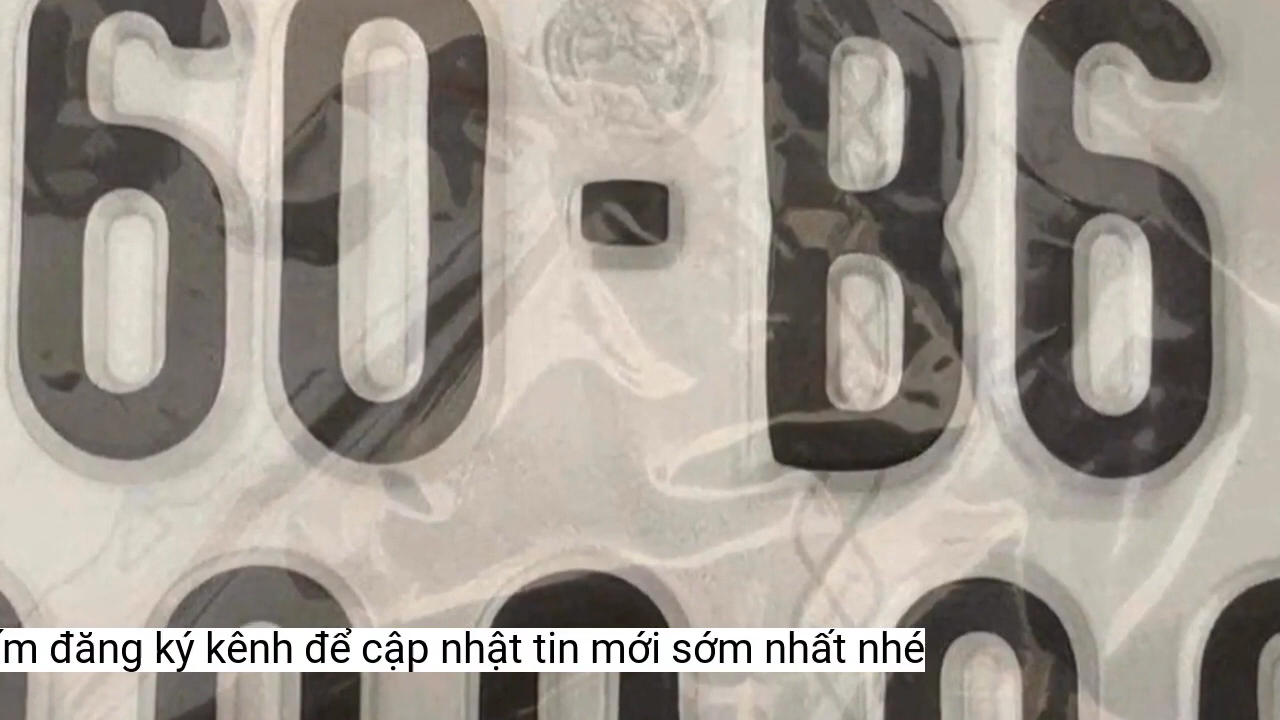 60-B6
đăng ký kênh để cập nhật tin mới sớm nhất nhé